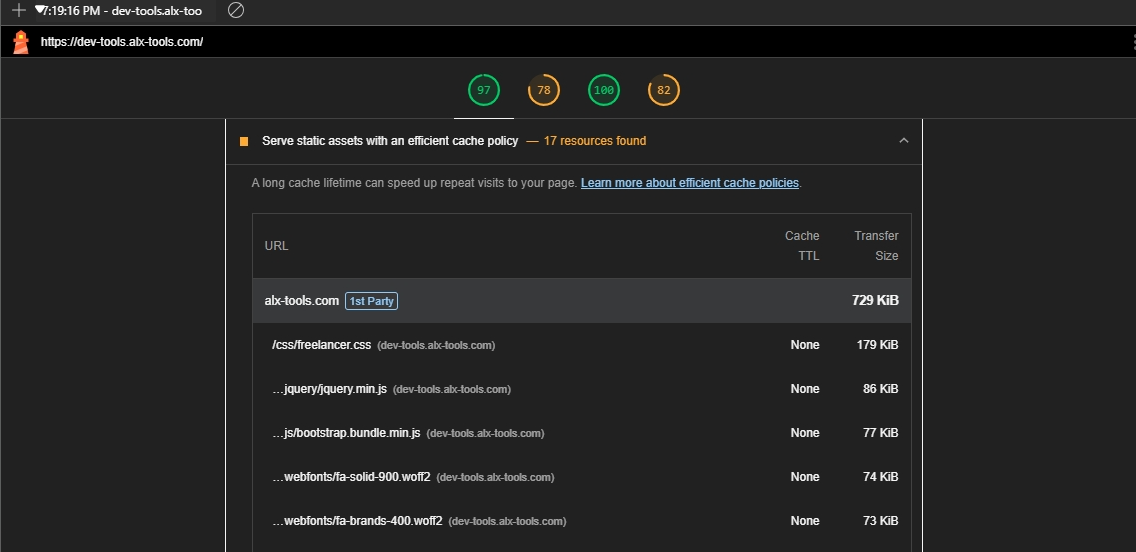 7:19:16 PM - dev-tools.alx-too
https://dev-tools.alx-tools.com/
97 78 100 82
Serve static assets with an efficient cache policy — 17 resources found
A long cache lifetime can speed up repeat visits to your page. Learn more about efficient cache policies.
URL Cache TTL Transfer Size
alx-tools.com 1st Party 729 KiB
/css/freelancer.css (dev-tools.alx-tools.com) None 179 KiB
…jquery/jquery.min.js (dev-tools.alx-tools.com) None 86 KiB
…js/bootstrap.bundle.min.js (dev-tools.alx-tools.com) None 77 KiB
…webfonts/fa-solid-900.woff2 (dev-tools.alx-tools.com) None 74 KiB
…webfonts/fa-brands-400.woff2 (dev-tools.alx-tools.com) None 73 KiB